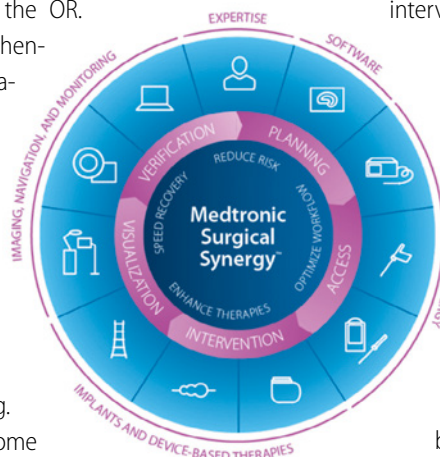 the OR.
hen-
a-
interv
EXPERTISE
SOFTWARE
IMAGING, NAVIGATION, AND MONITORING
VERIFICATION
PLANNING
ACCESS
INTERVENTION
VISUALIZATION
REDUCE RISK
OPTIMIZE WORKFLOW
ENHANCE THERAPIES
SPEED RECOVERY
Medtronic
Surgical
Synergy™
IMPLANTS AND DEVICE-BASED THERAPIES
g.
ome
b